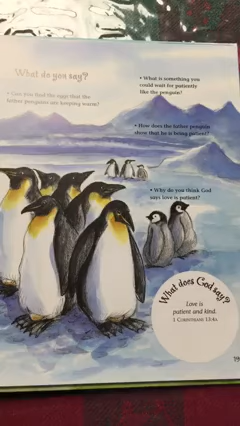 What do you say?
• Can you find the eggs that the
father penguins are keeping warm?
• What is something you
could wait for patiently
like the penguin?
• How does the father penguin
show that he is being patient?
• Why do you think God
says love is patient?
What does God say?
Love is
patient and kind.
1 CORINTHIANS 13:4a
19